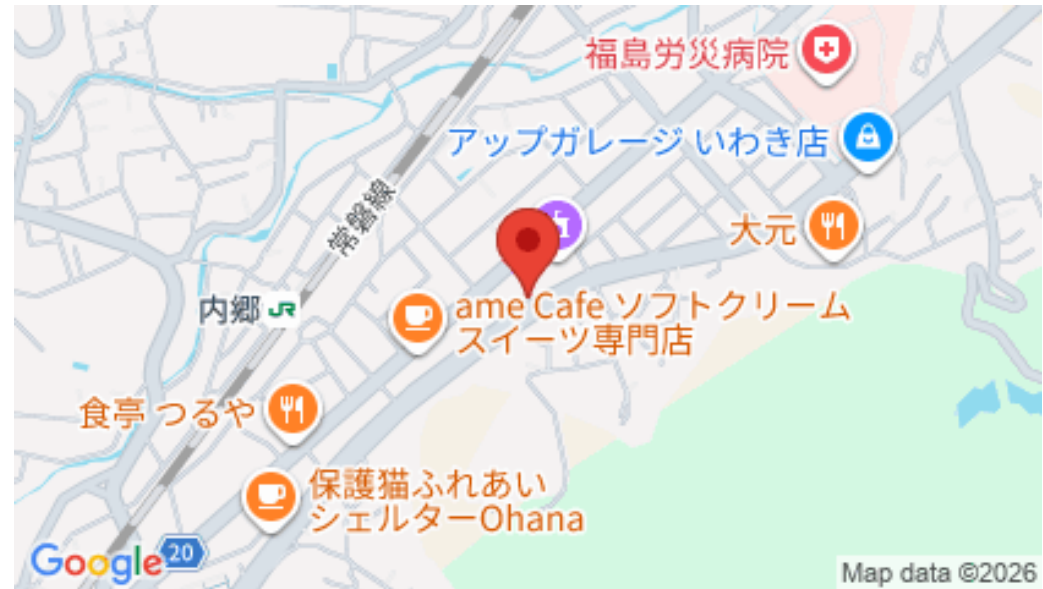 福島労災病院
アップガレージ いわき店
常磐線
大元
内郷 JR
ame Cafe ソフトクリーム
スイーツ専門店
食亭 つるや
保護猫ふれあい
シェルターOhana
20
Google
Map data ©2026